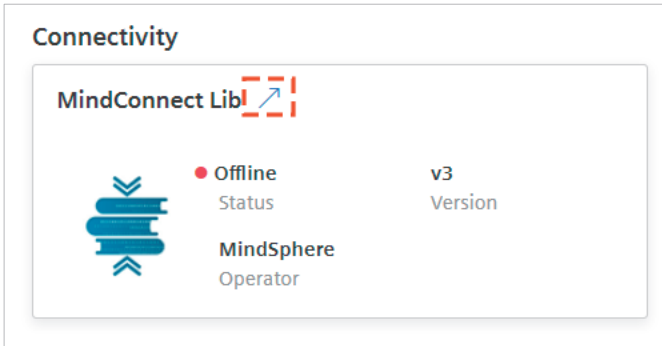 Connectivity
MindConnect Lib
Offline
v3
Status
Version
MindSphere
Operator